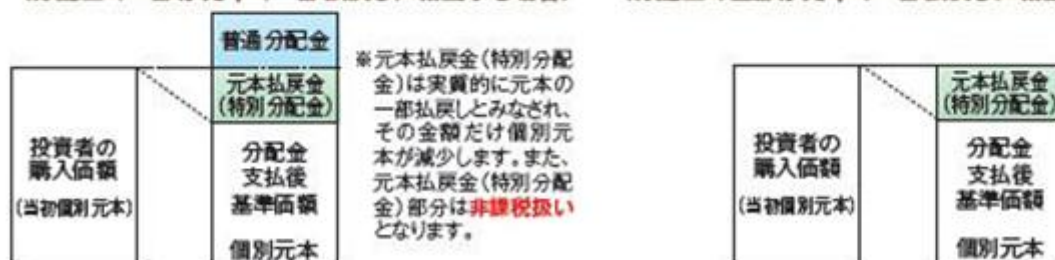 普通分配金
元本払戻金
(特別分配金)
投資者の
購入価額
(当初個別元本)
分配金
支払後
基準価額
個別元本
※元本払戻金(特別分配
金)は実質的に元本の
一部払戻しとみなされ、
その金額だけ個別元
本が減少します。また、
元本払戻金(特別分配
金)部分は非課税扱い
となります。
元本払戻金
(特別分配金)
投資者の
購入価額
(当初個別元本)
分配金
支払後
基準価額
個別元本